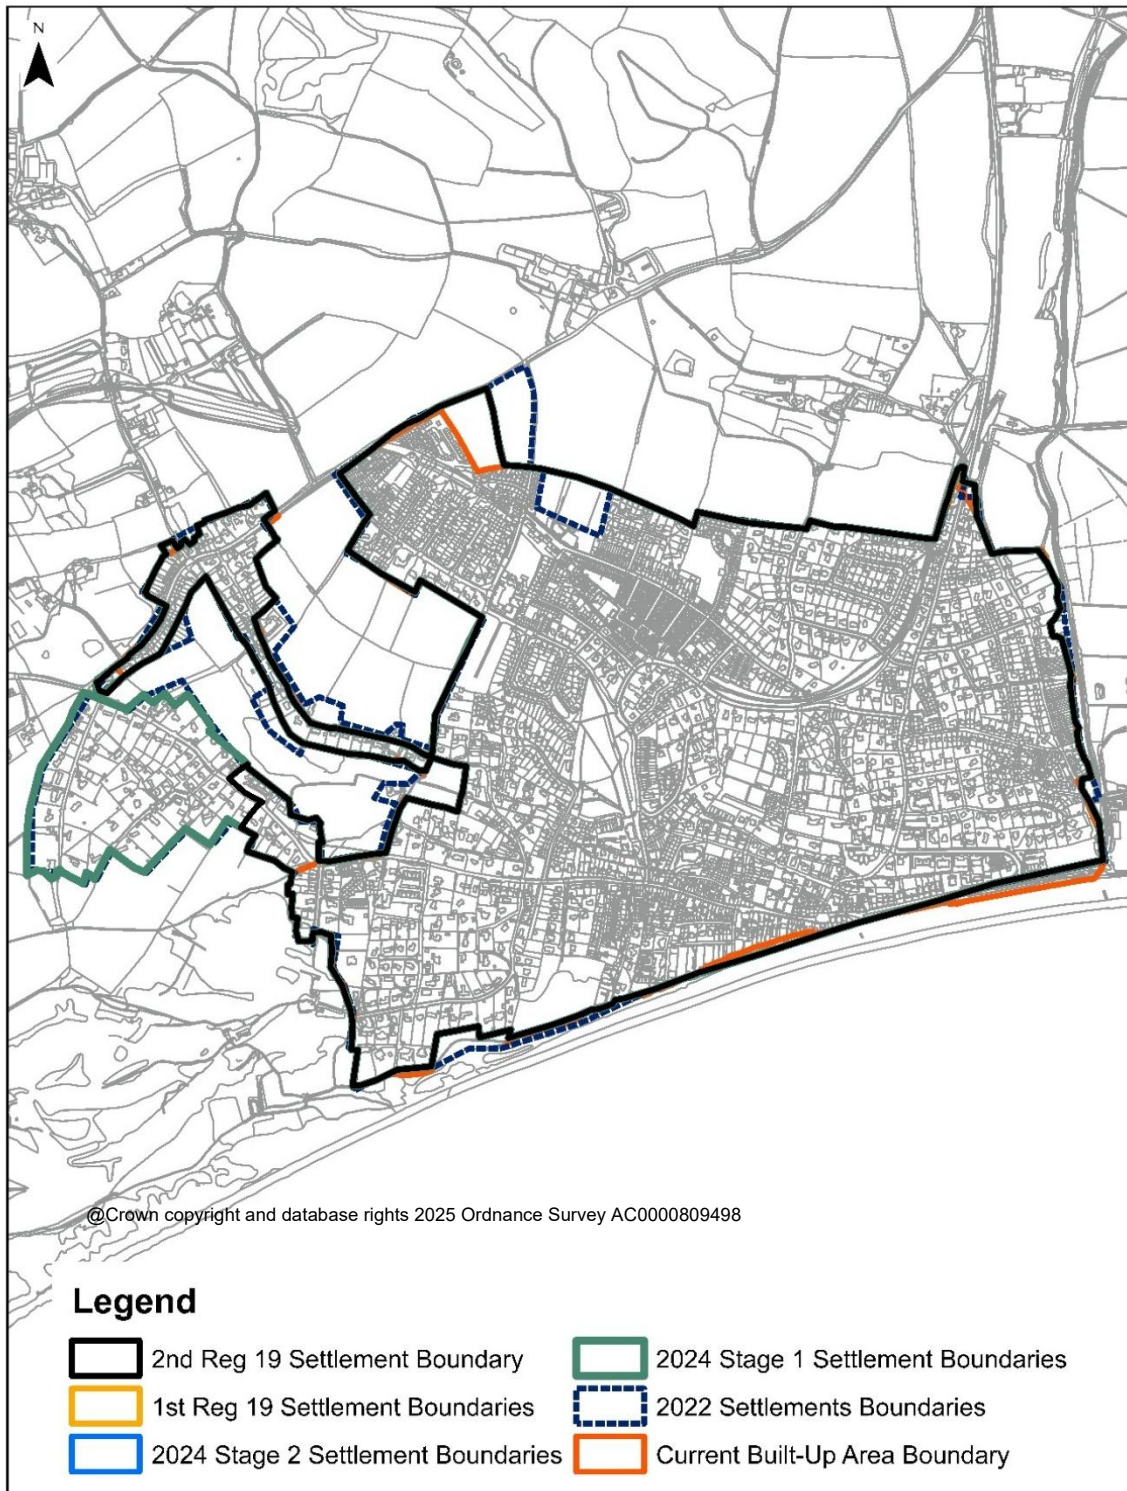 N
@Crown copyright and database rights 2025 Ordnance Survey AC0000809498
Legend
2nd Reg 19 Settlement Boundary
1st Reg 19 Settlement Boundaries
2024 Stage 2 Settlement Boundaries
2024 Stage 1 Settlement Boundaries
2022 Settlements Boundaries
Current Built-Up Area Boundary